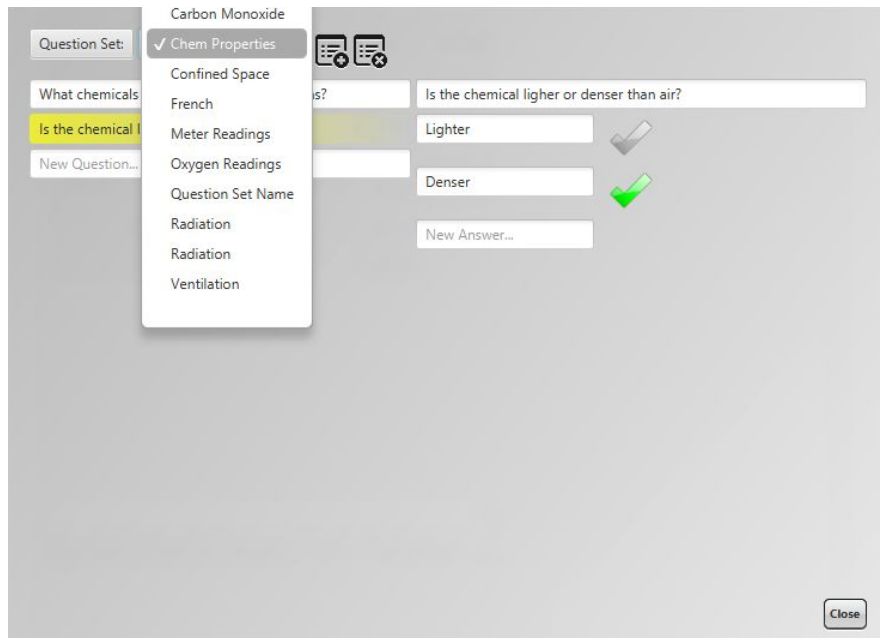 Question Set:
Carbon Monoxide
✓ Chem Properties
Confined Space
French
Meter Readings
Oxygen Readings
Question Set Name
Radiation
Radiation
Ventilation
What chemicals s?
Is the chemical l
New Question...
Is the chemical ligher or denser than air?
Lighter
Denser
New Answer...
Close